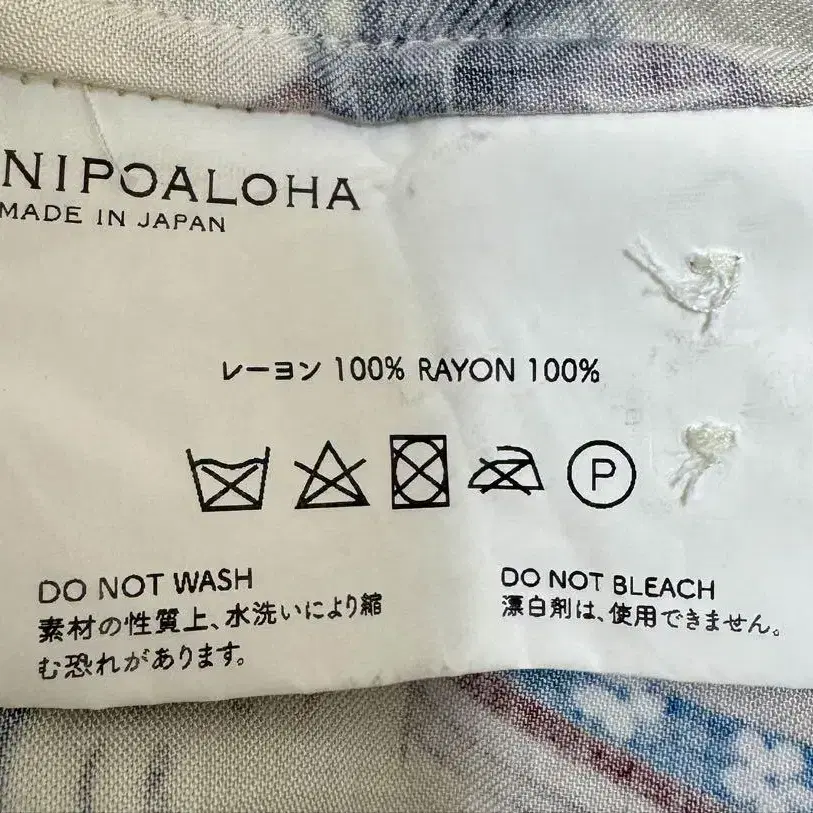 NIPOALOHA
MADE IN JAPAN
レーヨン 100% RAYON 100%
P
DO NOT WASH
素材の性質上、水洗いにより縮
む恐れがあります。
DO NOT BLEACH
漂白剤は、使用できません。